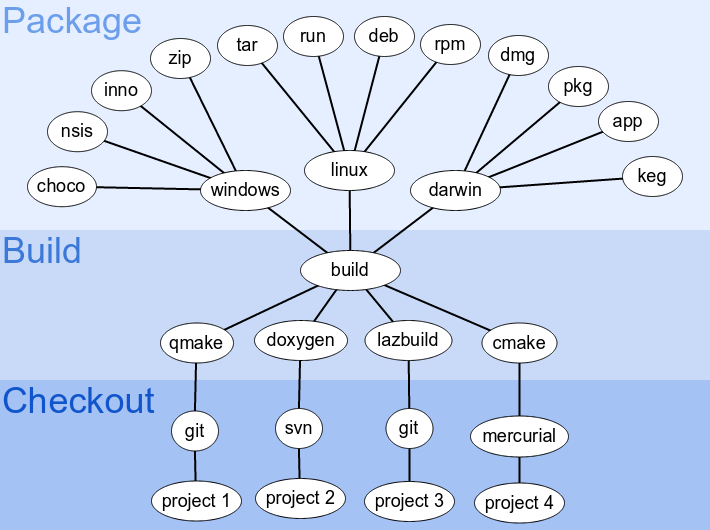 Package
zip
tar
run
deb
rpm
dmg
inno
pkg
nsis
app
choco
windows
linux
darwin
keg
Build
build
qmake
doxygen
lazbuild
cmake
Checkout
git
svn
git
mercurial
project 1
project 2
project 3
project 4